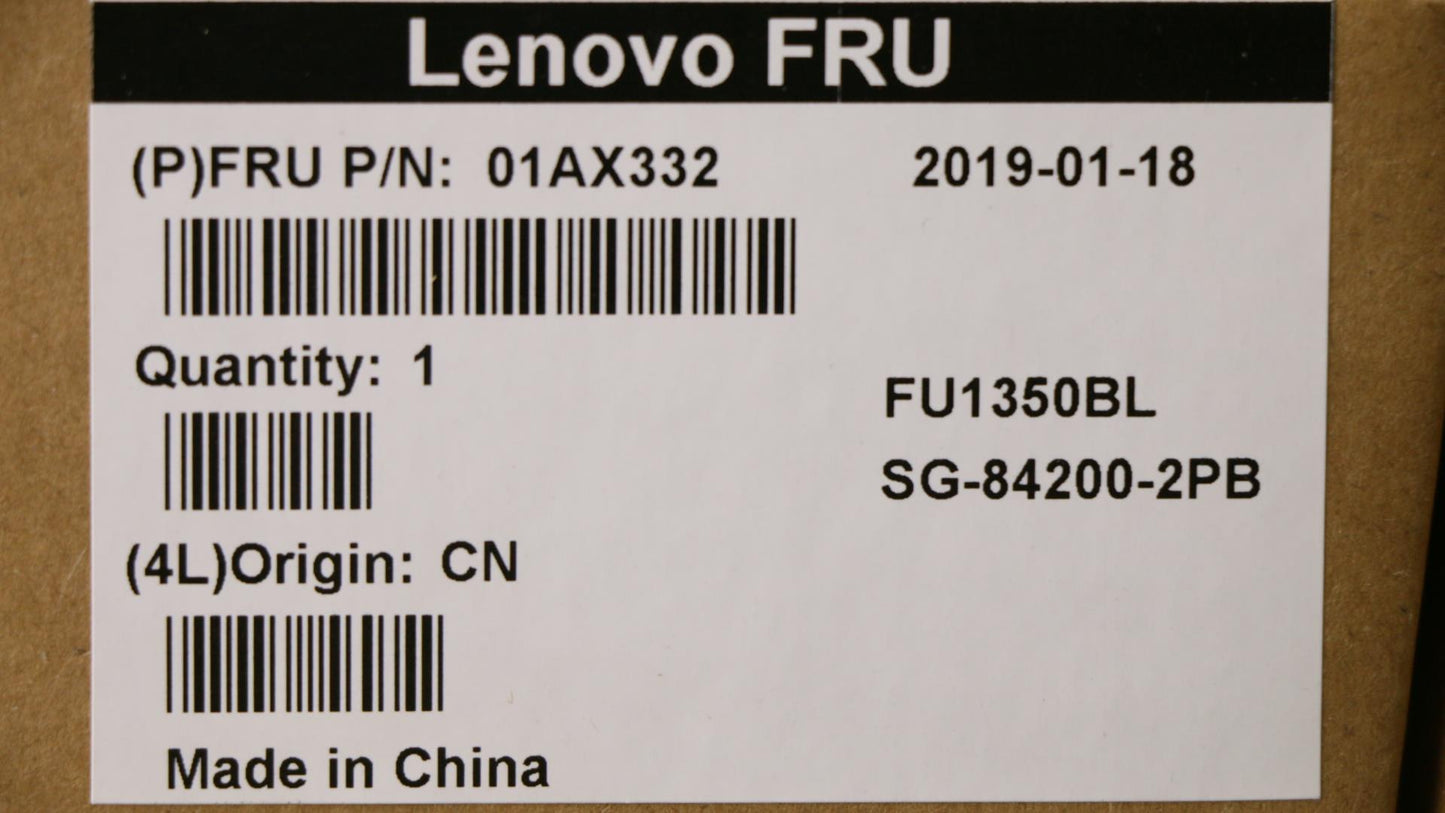 Lenovo FRU
(P)FRU P/N: 01AX332
2019-01-18
Quantity: 1
FU1350BL
SG-84200-2PB
(4L)Origin: CN
Made in China